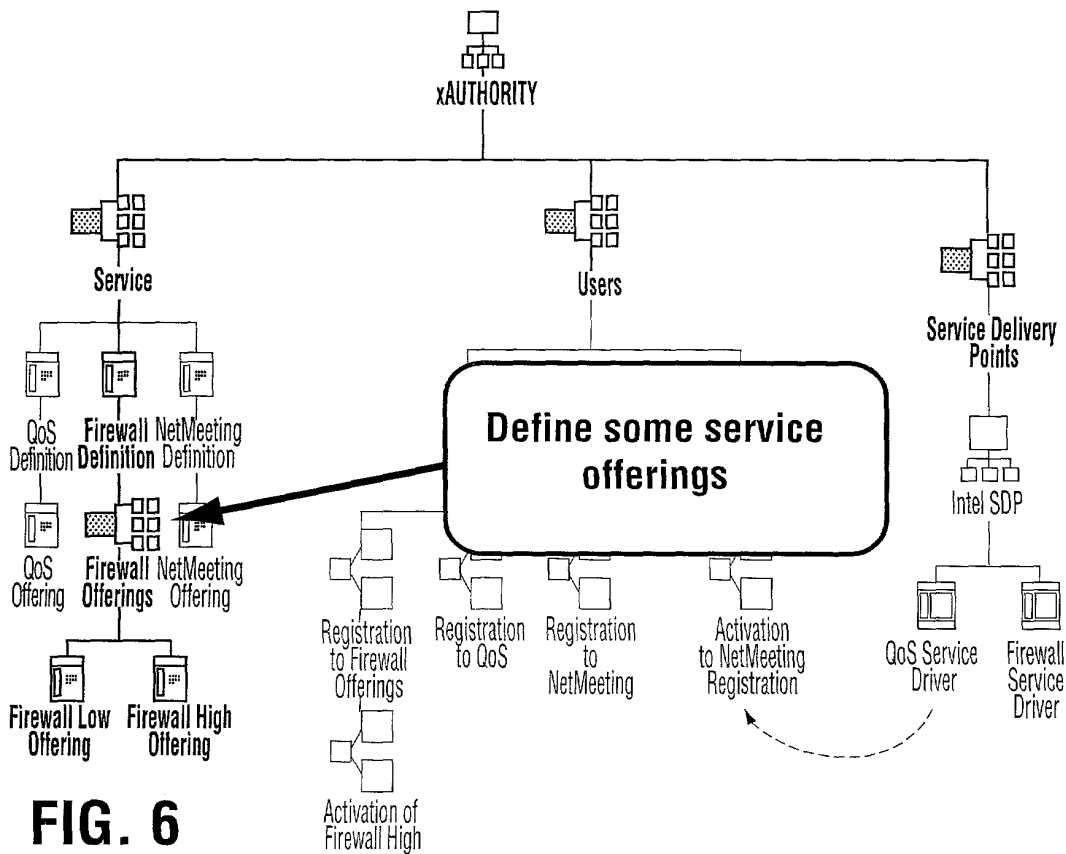 xAUTHORITY
Service
Users
Service Delivery
Points
QoS
Definition
Firewall
Definition
NetMeeting
Definition
Define some service
offerings
Intel SDP
QoS
Offering
Firewall
Offerings
NetMeeting
Offering
Registration
to Firewall
Offerings
Registration
to QoS
Registration
to
NetMeeting
Activation
to NetMeeting
Registration
QoS Service
Driver
Firewall
Service
Driver
Firewall Low
Offering
Firewall High
Offering
Activation of
Firewall High
FIG. 6